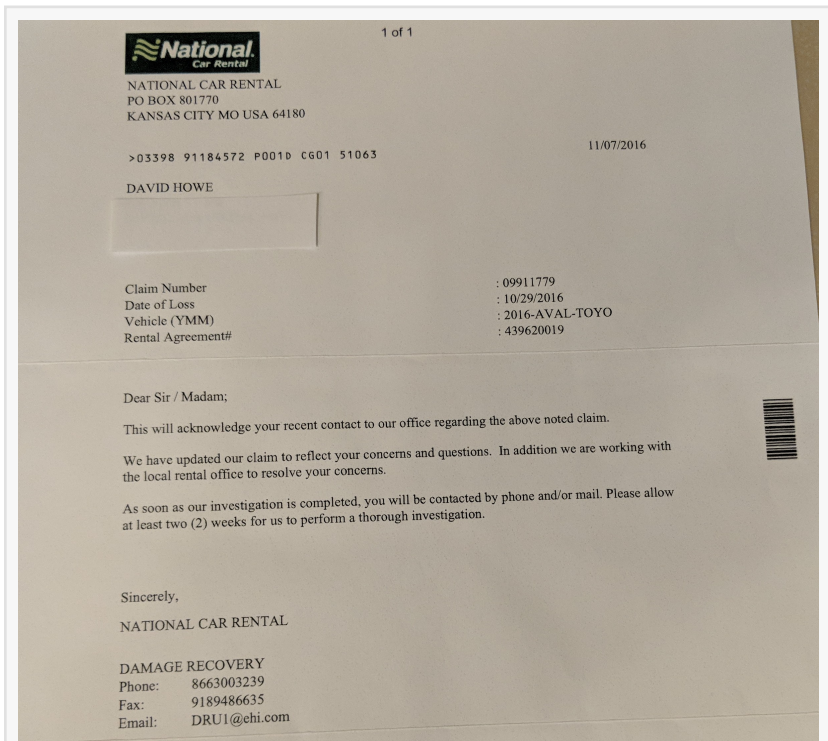 1 of 1
National.
Car Rental
NATIONAL CAR RENTAL
PO BOX 801770
KANSAS CITY MO USA 64180
>03398 91184572 P001D CG01 51063
11/07/2016
DAVID HOWE
Claim Number : 09911779
Date of Loss : 10/29/2016
Vehicle (YMM) : 2016-AVAL-TOYO
Rental Agreement# : 439620019
Dear Sir / Madam;
This will acknowledge your recent contact to our office regarding the above noted claim.
We have updated our claim to reflect your concerns and questions. In addition we are working with
the local rental office to resolve your concerns.
As soon as our investigation is completed, you will be contacted by phone and/or mail. Please allow
at least two (2) weeks for us to perform a thorough investigation.
Sincerely,
NATIONAL CAR RENTAL
DAMAGE RECOVERY
Phone: 8663003239
Fax: 9189486635
Email: DRU1@ehi.com